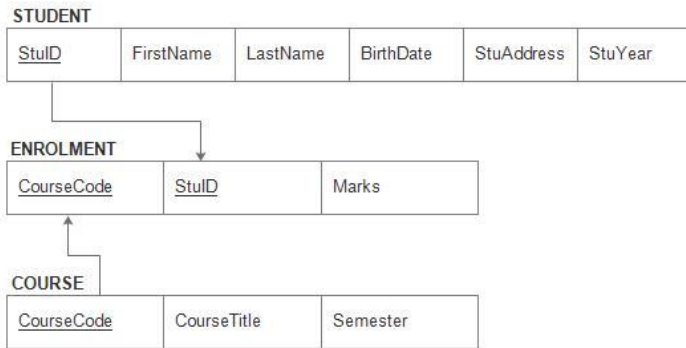 STUDENT
StuID FirstName LastName BirthDate StuAddress StuYear
ENROLMENT
CourseCode StuID Marks
COURSE
CourseCode CourseTitle Semester